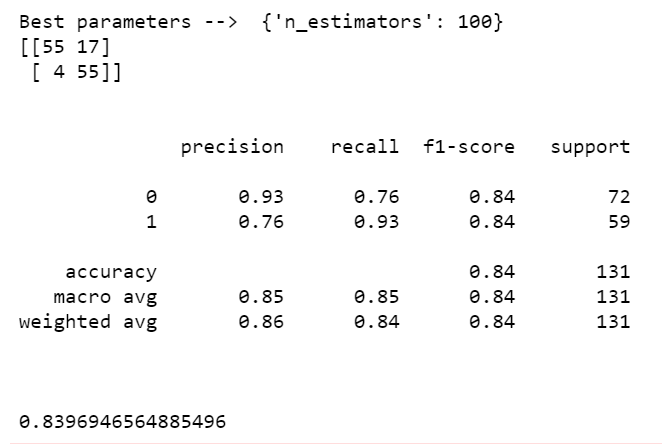 Best parameters -->  {'n_estimators': 100}
[[55 17]
 [ 4 55]]
              precision    recall  f1-score   support
           0       0.93      0.76      0.84        72
           1       0.76      0.93      0.84        59
    accuracy                           0.84       131
   macro avg       0.85      0.85      0.84       131
weighted avg       0.86      0.84      0.84       131
0.8396946564885496